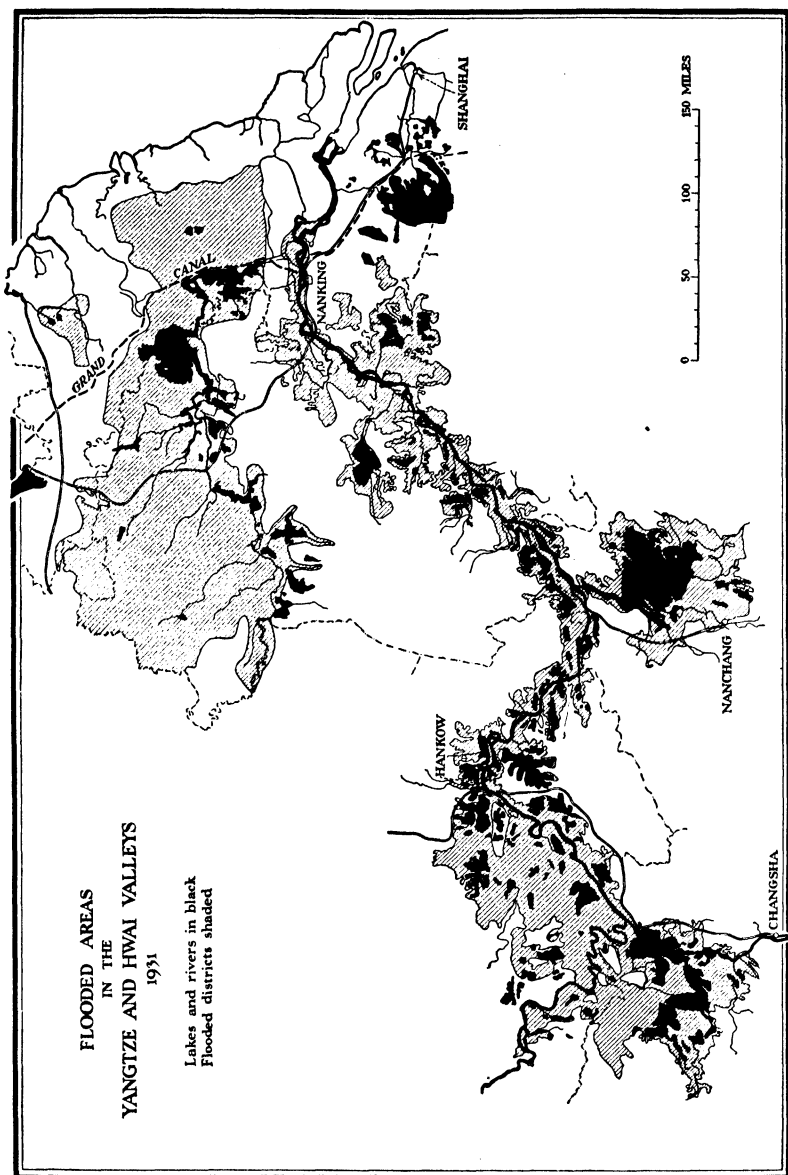 FLOODED AREAS
IN THE
YANGTZE AND HWAI VALLEYS
1931
Lakes and rivers in black
Flooded districts shaded
GRAND
CANAL
SHANGHAI
NANKING
HANKOW
NANCHANG
CHANGSHA
0 50 100 150 MILES